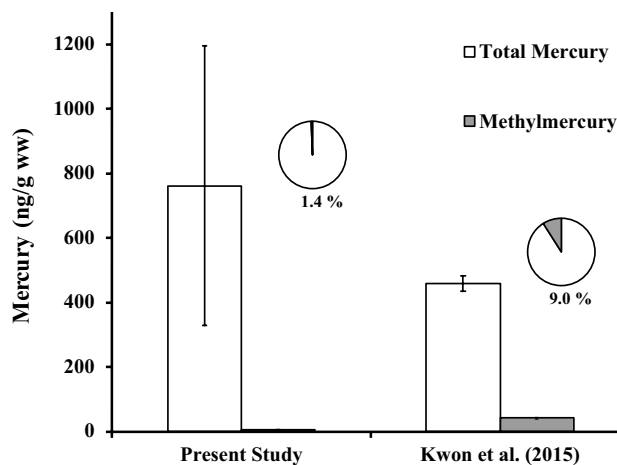 Mercury (ng/g ww)
1200
1000
800
600
400
200
0
Total Mercury
Methylmercury
1.4 %
9.0 %
Present Study
Kwon et al. (2015)